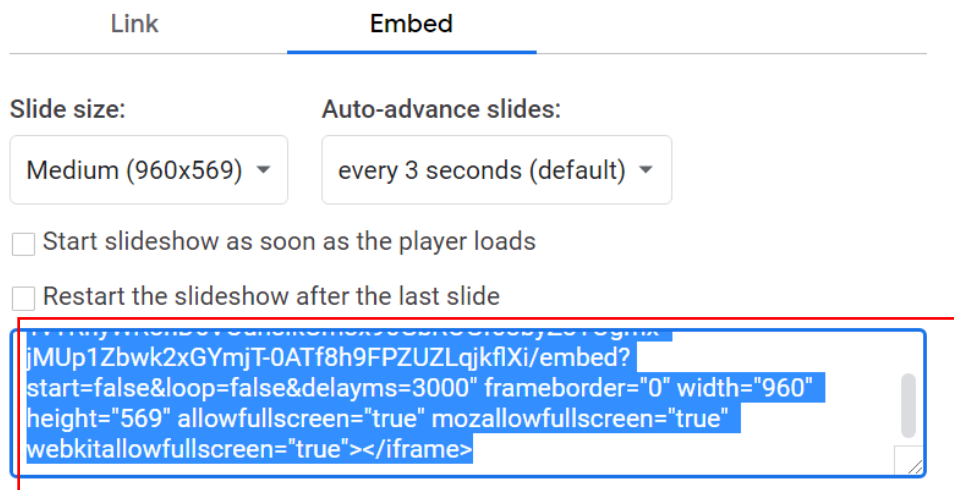 Link Embed
Slide size: Auto-advance slides:
Medium (960x569) every 3 seconds (default)
Start slideshow as soon as the player loads
Restart the slideshow after the last slide
jMUp1Zbwk2xGYmjT-0ATf8h9FPZUZLqjkflXi/embed?
start=false&loop=false&delayms=3000" frameborder="0" width="960"
height="569" allowfullscreen="true" mozallowfullscreen="true"
webkitallowfullscreen="true"></iframe>